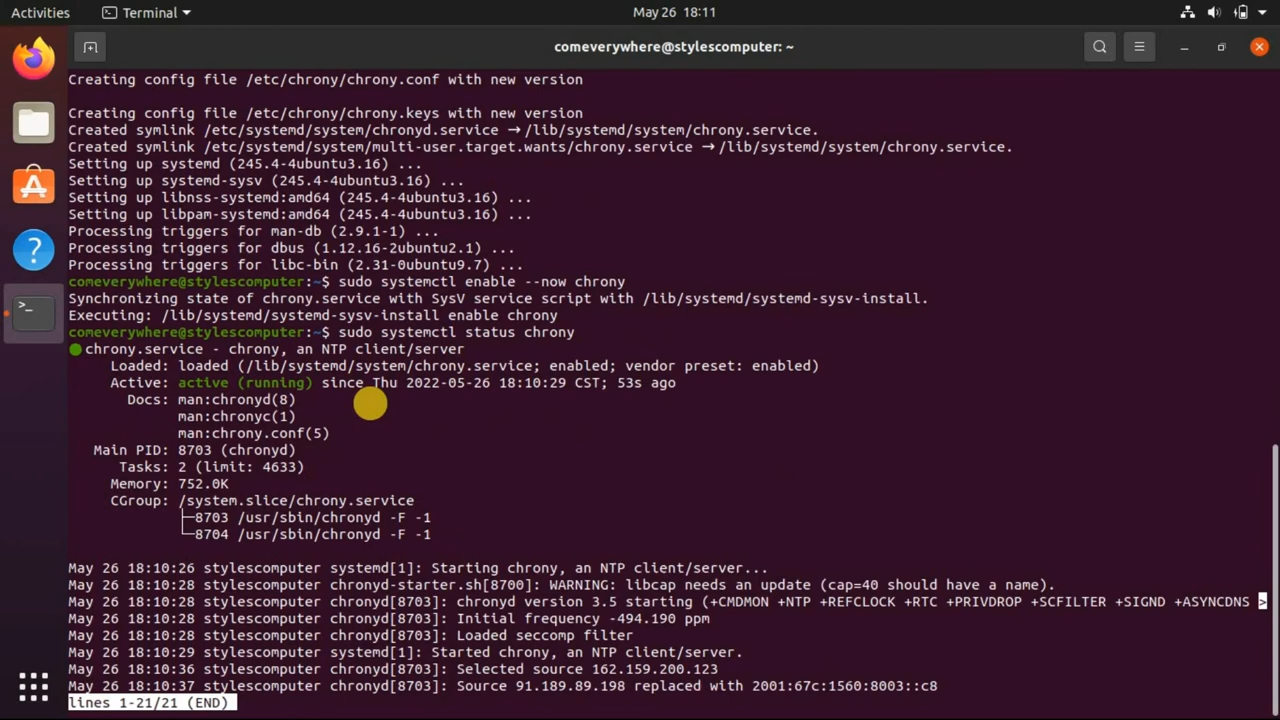 Activities
Terminal
May 26 18:11
comeverywhere@stylescomputer: ~
Creating config file /etc/chrony/chrony.conf with new version
Creating config file /etc/chrony/chrony.keys with new version
Created symlink /etc/systemd/system/chronyd.service → /lib/systemd/system/chrony.service.
Created symlink /etc/systemd/system/multi-user.target.wants/chrony.service → /lib/systemd/system/chrony.service.
Setting up systemd (245.4-4ubuntu3.16) ...
Setting up systemd-sysv (245.4-4ubuntu3.16) ...
Setting up libnss-systemd:amd64 (245.4-4ubuntu3.16) ...
Setting up libpam-systemd:amd64 (245.4-4ubuntu3.16) ...
Processing triggers for man-db (2.9.1-1) ...
Processing triggers for dbus (1.12.16-2ubuntu2.1) ...
Processing triggers for libc-bin (2.31-0ubuntu9.7) ...
comeverywhere@stylescomputer:~$ sudo systemctl enable --now chrony
Synchronizing state of chrony.service with SysV service script with /lib/systemd/systemd-sysv-install.
Executing: /lib/systemd/systemd-sysv-install enable chrony
comeverywhere@stylescomputer:~$ sudo systemctl status chrony
● chrony.service - chrony, an NTP client/server
Loaded: loaded (/lib/systemd/system/chrony.service; enabled; vendor preset: enabled)
Active: active (running) since Thu 2022-05-26 18:10:29 CST; 53s ago
Docs: man:chronyd(8)
man:chronyc(1)
man:chrony.conf(5)
Main PID: 8703 (chronyd)
Tasks: 2 (limit: 4633)
Memory: 752.0K
CGroup: /system.slice/chrony.service
├─8703 /usr/sbin/chronyd -F -1
└─8704 /usr/sbin/chronyd -F -1
May 26 18:10:26 stylescomputer systemd[1]: Starting chrony, an NTP client/server...
May 26 18:10:28 stylescomputer chronyd-starter.sh[8700]: WARNING: libcap needs an update (cap=40 should have a name).
May 26 18:10:28 stylescomputer chronyd[8703]: chronyd version 3.5 starting (+CMDMON +NTP +REFCLOCK +RTC +PRIVDROP +SCFILTER +SIGND +ASYNCDNS >
May 26 18:10:28 stylescomputer chronyd[8703]: Initial frequency -494.190 ppm
May 26 18:10:28 stylescomputer chronyd[8703]: Loaded seccomp filter
May 26 18:10:29 stylescomputer systemd[1]: Started chrony, an NTP client/server.
May 26 18:10:36 stylescomputer chronyd[8703]: Selected source 162.159.200.123
May 26 18:10:37 stylescomputer chronyd[8703]: Source 91.189.89.198 replaced with 2001:67c:1560:8003::c8
lines 1-21/21 (END)